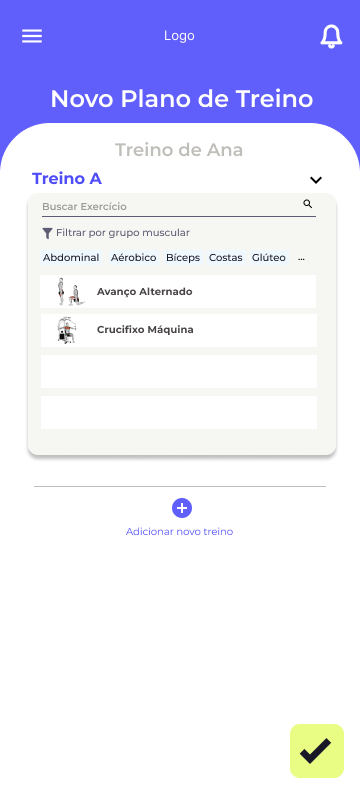 Logo
Novo Plano de Treino
Treino de Ana
Treino A
Buscar Exercício
Filtrar por grupo muscular
Abdominal Aérobico Bíceps Costas Glúteo ...
Avanço Alternado
Crucifixo Máquina
Adicionar novo treino